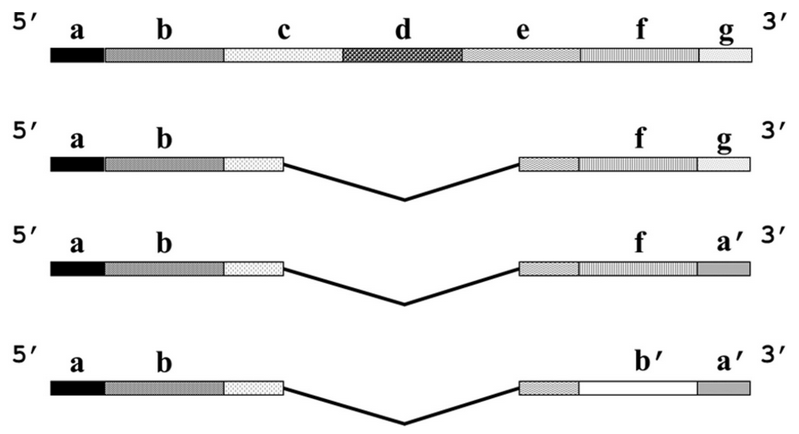 5′ a b c d e f g 3′
5′ a b f g 3′
5′ a b f a′ 3′
5′ a b b′ a′ 3′